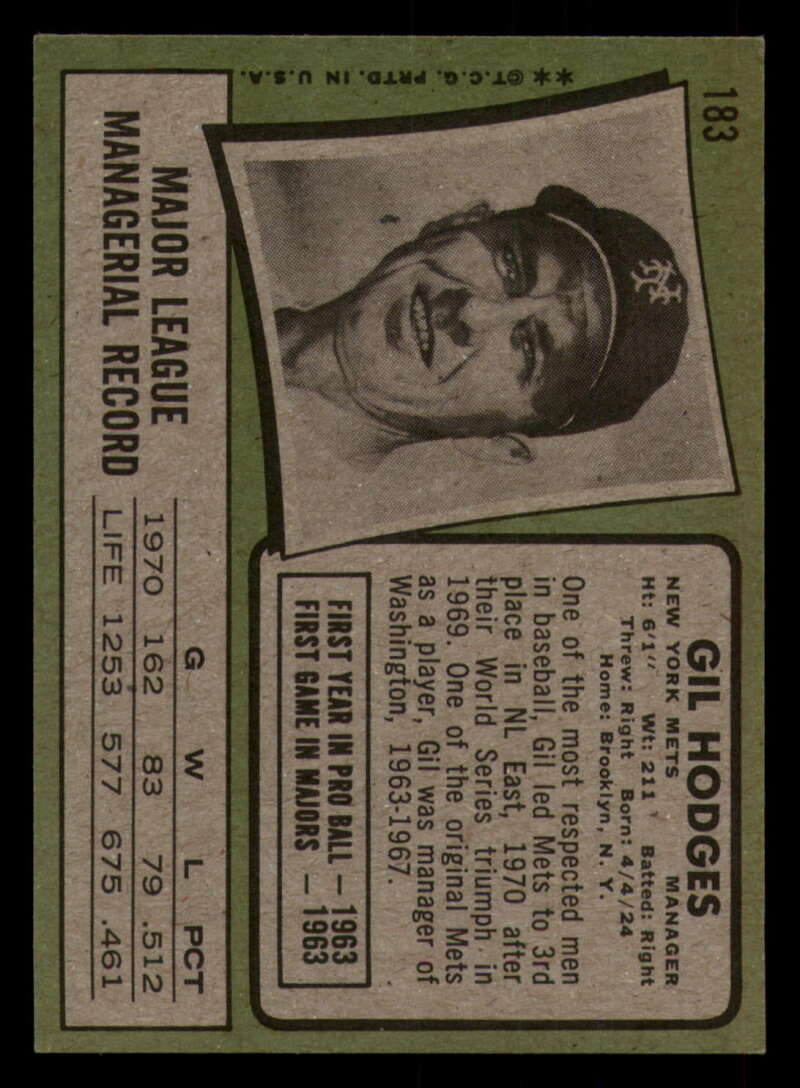 183
**©T.C.G. PRTD. IN U.S.A.
NY
GIL HODGES
NEW YORK METS MANAGER
Ht: 6'1" Wt: 211 Batted: Right
Threw: Right Born: 4/4/24
Home: Brooklyn, N. Y.
One of the most respected men
in baseball, Gil led Mets to 3rd
place in NL East, 1970 after
their World Series triumph in
1969. One of the original Mets
as a player, Gil was manager of
Washington, 1963-1967.
FIRST YEAR IN PRO BALL — 1963
FIRST GAME IN MAJORS — 1963
MAJOR LEAGUE
MANAGERIAL RECORD
G W L PCT
1970 162 83 79 .512
LIFE 1253 577 675 .461